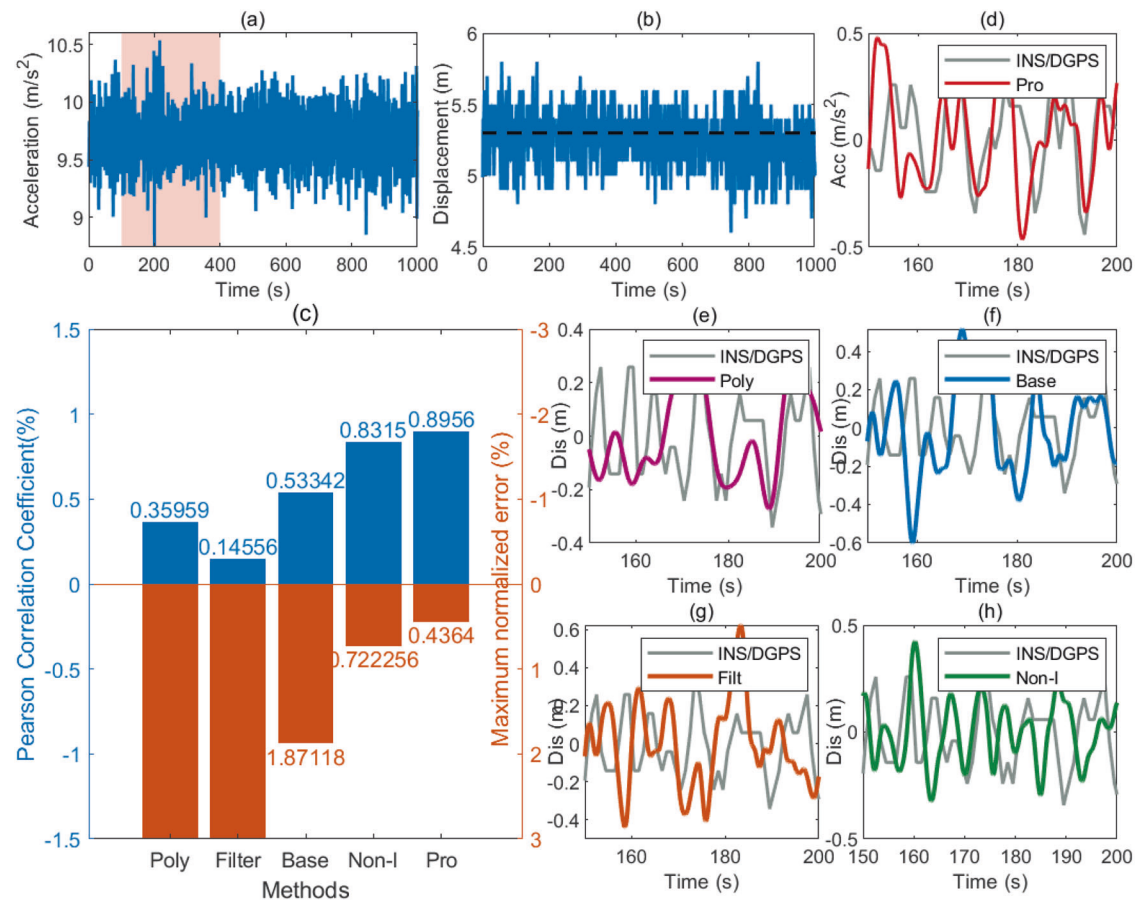 (a)
10.5
10
9.5
9
Acceleration (m/s²)
0 200 400 600 800 1000
Time (s)
(b)
6
5.5
5
4.5
Displacement (m)
0 200 400 600 800 1000
Time (s)
(d)
0.5
0
-0.5
Acc (m/s²)
INS/DGPS
Pro
160 180 200
Time (s)
(c)
1.5
1
0.5
0
-0.5
-1
-1.5
Pearson Correlation Coefficient(%)
0.35959
0.14556
0.53342
0.8315
0.8956
1.87118
0.722256
0.4364
-3
-2
-1
0
1
2
3
Maximum normalized error (%)
Poly Filter Base Non-I Pro
Methods
(e)
0.4
0.2
0
-0.2
-0.4
Dis (m)
INS/DGPS
Poly
160 180 200
Time (s)
(f)
0.4
0.2
0
-0.2
-0.4
-0.6
Dis (m)
INS/DGPS
Base
160 180 200
Time (s)
(g)
0.6
0.4
0.2
0
-0.2
-0.4
Dis (m)
INS/DGPS
Filt
160 180 200
Time (s)
(h)
0.5
0
-0.5
Dis (m)
INS/DGPS
Non-I
150 160 170 180 190 200
Time (s)